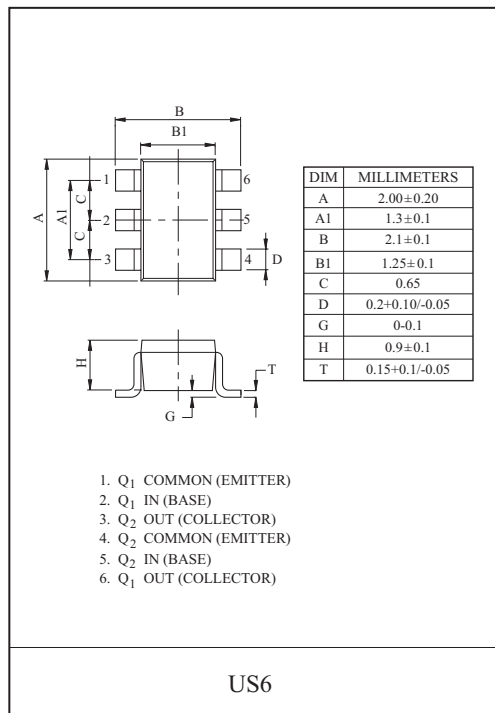 B
B1
1
6
A
A1
C
2
5
C
3
4
D
H
T
G
DIM MILLIMETERS
A 2.00±0.20
A1 1.3±0.1
B 2.1±0.1
B1 1.25±0.1
C 0.65
D 0.2+0.10/-0.05
G 0-0.1
H 0.9±0.1
T 0.15+0.1/-0.05
1. Q1 COMMON (EMITTER)
2. Q1 IN (BASE)
3. Q2 OUT (COLLECTOR)
4. Q2 COMMON (EMITTER)
5. Q2 IN (BASE)
6. Q1 OUT (COLLECTOR)
US6